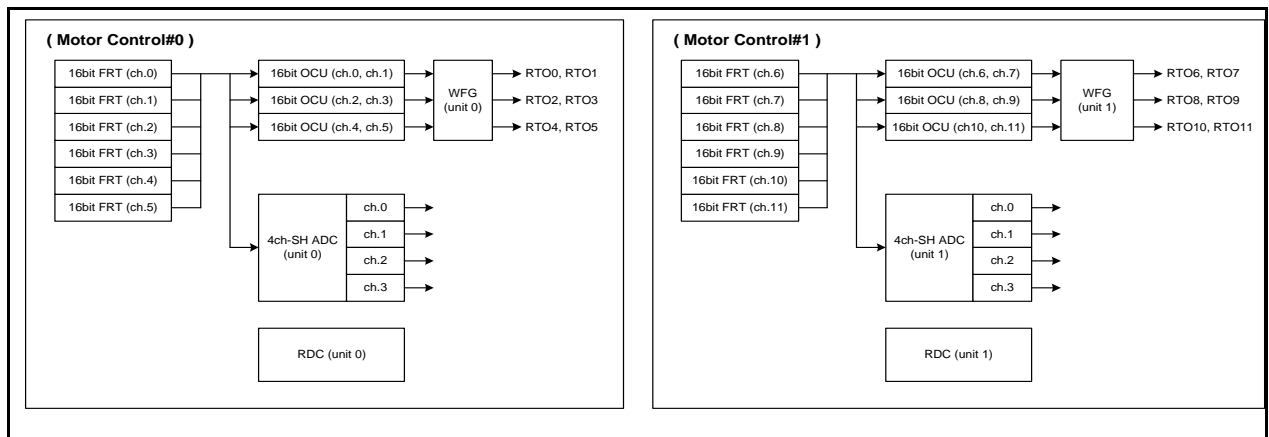 ( Motor Control#0 )
16bit FRT (ch.0)
16bit FRT (ch.1)
16bit FRT (ch.2)
16bit FRT (ch.3)
16bit FRT (ch.4)
16bit FRT (ch.5)
16bit OCU (ch.0, ch.1)
16bit OCU (ch.2, ch.3)
16bit OCU (ch.4, ch.5)
WFG
(unit 0)
RTO0, RTO1
RTO2, RTO3
RTO4, RTO5
4ch-SH ADC
(unit 0)
ch.0
ch.1
ch.2
ch.3
RDC (unit 0)
( Motor Control#1 )
16bit FRT (ch.6)
16bit FRT (ch.7)
16bit FRT (ch.8)
16bit FRT (ch.9)
16bit FRT (ch.10)
16bit FRT (ch.11)
16bit OCU (ch.6, ch.7)
16bit OCU (ch.8, ch.9)
16bit OCU (ch10, ch.11)
WFG
(unit 1)
RTO6, RTO7
RTO8, RTO9
RTO10, RTO11
4ch-SH ADC
(unit 1)
ch.0
ch.1
ch.2
ch.3
RDC (unit 1)